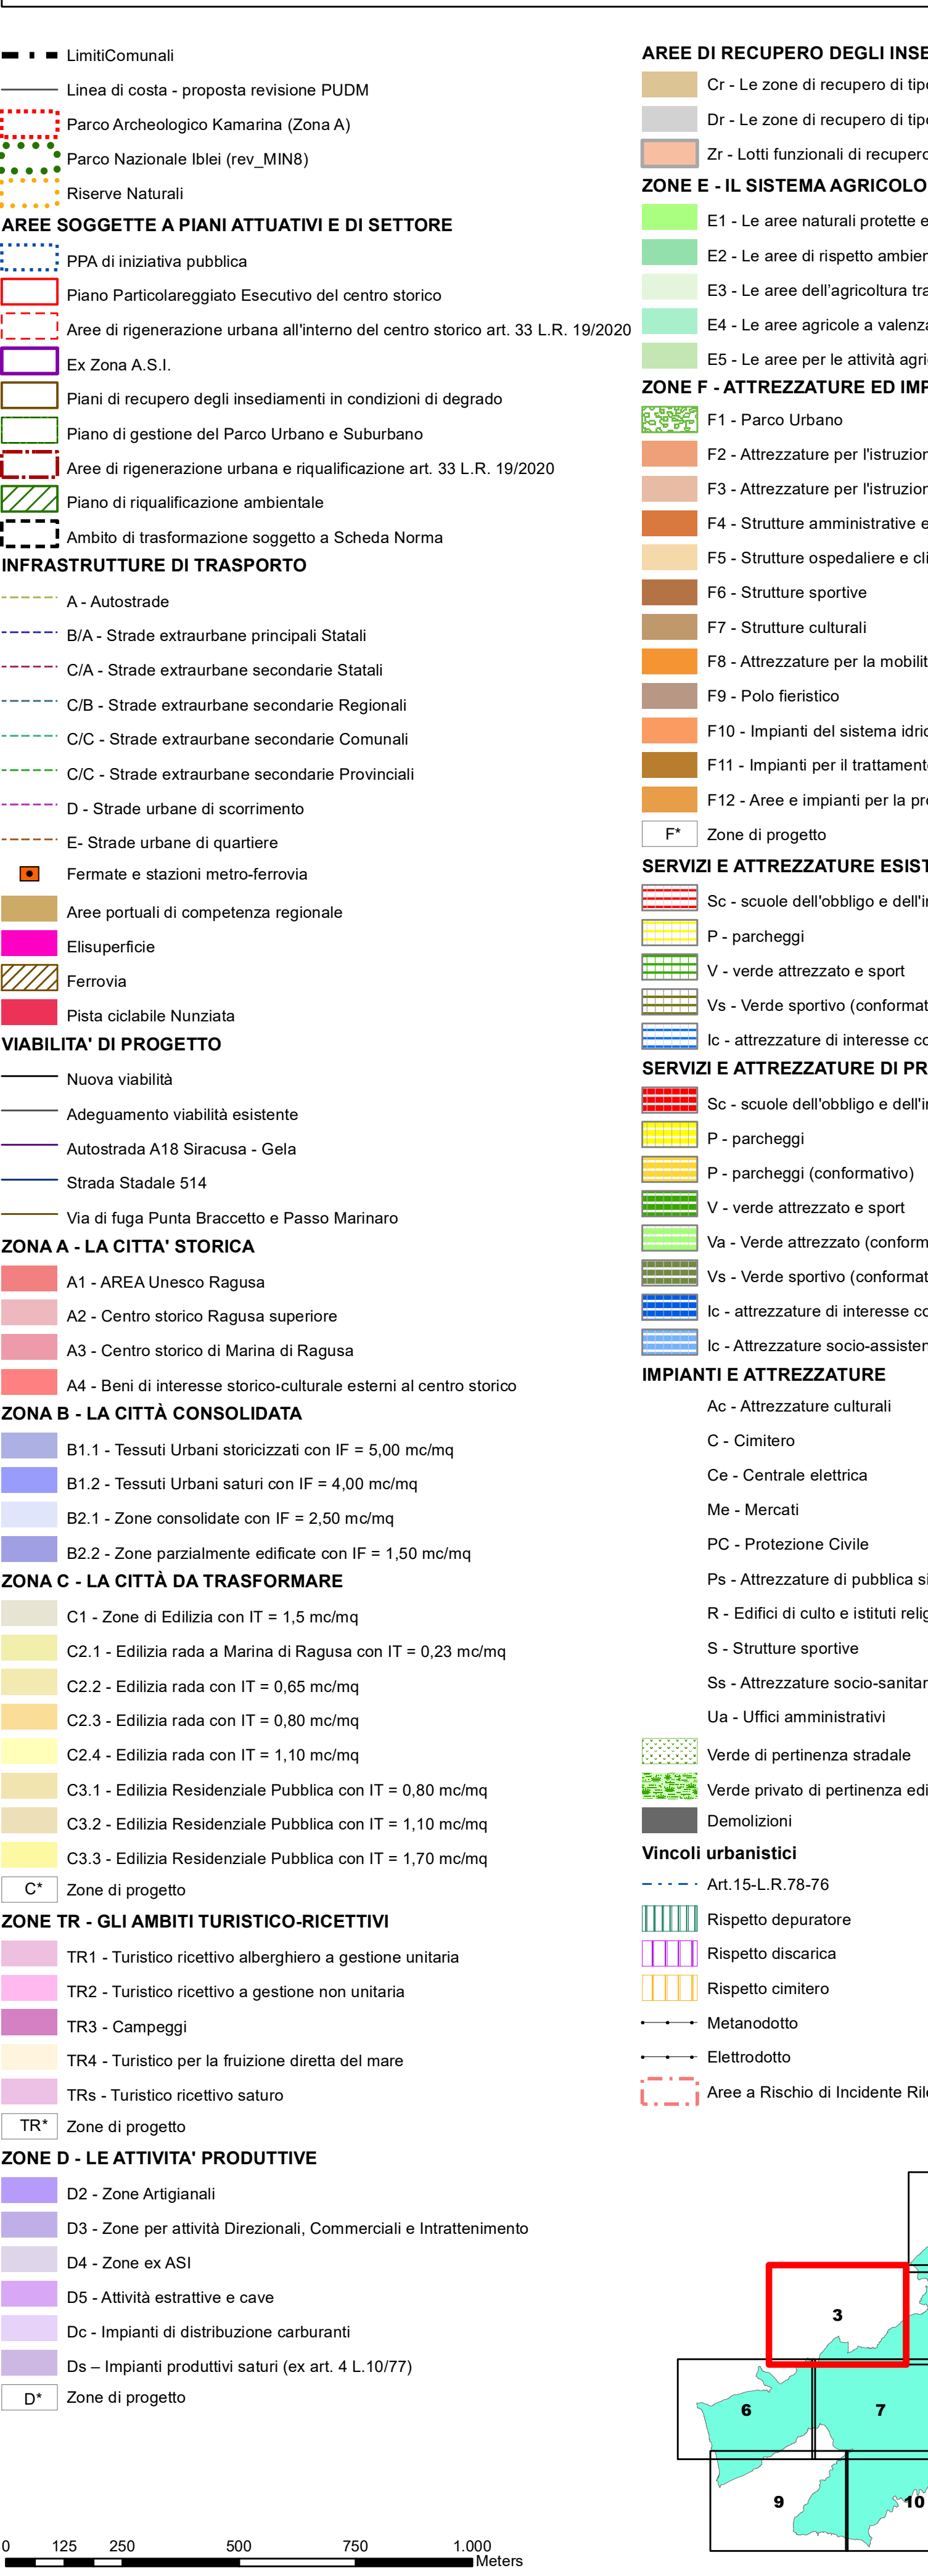 LimitiComunali
Linea di costa - proposta revisione PUDM
Parco Archeologico Kamarina (Zona A)
Parco Nazionale Iblei (rev_MIN8)
Riserve Naturali
AREE SOGGETTE A PIANI ATTUATIVI E DI SETTORE
PPA di iniziativa pubblica
Piano Particolareggiato Esecutivo del centro storico
Aree di rigenerazione urbana all'interno del centro storico art. 33 L.R. 19/2020
Ex Zona A.S.I.
Piani di recupero degli insediamenti in condizioni di degrado
Piano di gestione del Parco Urbano e Suburbano
Aree di rigenerazione urbana e riqualificazione art. 33 L.R. 19/2020
Piano di riqualificazione ambientale
Ambito di trasformazione soggetto a Scheda Norma
INFRASTRUTTURE DI TRASPORTO
A - Autostrade
B/A - Strade extraurbane principali Statali
C/A - Strade extraurbane secondarie Statali
C/B - Strade extraurbane secondarie Regionali
C/C - Strade extraurbane secondarie Comunali
C/C - Strade extraurbane secondarie Provinciali
D - Strade urbane di scorrimento
E- Strade urbane di quartiere
Fermate e stazioni metro-ferrovia
Aree portuali di competenza regionale
Elisuperficie
Ferrovia
Pista ciclabile Nunziata
VIABILITA' DI PROGETTO
Nuova viabilità
Adeguamento viabilità esistente
Autostrada A18 Siracusa - Gela
Strada Stadale 514
Via di fuga Punta Braccetto e Passo Marinaro
ZONA A - LA CITTA' STORICA
A1 - AREA Unesco Ragusa
A2 - Centro storico Ragusa superiore
A3 - Centro storico di Marina di Ragusa
A4 - Beni di interesse storico-culturale esterni al centro storico
ZONA B - LA CITTÀ CONSOLIDATA
B1.1 - Tessuti Urbani storicizzati con IF = 5,00 mc/mq
B1.2 - Tessuti Urbani saturi con IF = 4,00 mc/mq
B2.1 - Zone consolidate con IF = 2,50 mc/mq
B2.2 - Zone parzialmente edificate con IF = 1,50 mc/mq
ZONA C - LA CITTÀ DA TRASFORMARE
C1 - Zone di Edilizia con IT = 1,5 mc/mq
C2.1 - Edilizia rada a Marina di Ragusa con IT = 0,23 mc/mq
C2.2 - Edilizia rada con IT = 0,65 mc/mq
C2.3 - Edilizia rada con IT = 0,80 mc/mq
C2.4 - Edilizia rada con IT = 1,10 mc/mq
C3.1 - Edilizia Residenziale Pubblica con IT = 0,80 mc/mq
C3.2 - Edilizia Residenziale Pubblica con IT = 1,10 mc/mq
C3.3 - Edilizia Residenziale Pubblica con IT = 1,70 mc/mq
C* Zone di progetto
ZONE TR - GLI AMBITI TURISTICO-RICETTIVI
TR1 - Turistico ricettivo alberghiero a gestione unitaria
TR2 - Turistico ricettivo a gestione non unitaria
TR3 - Campeggi
TR4 - Turistico per la fruizione diretta del mare
TRs - Turistico ricettivo saturo
TR* Zone di progetto
ZONE D - LE ATTIVITA' PRODUTTIVE
D2 - Zone Artigianali
D3 - Zone per attività Direzionali, Commerciali e Intrattenimento
D4 - Zone ex ASI
D5 - Attività estrattive e cave
Dc - Impianti di distribuzione carburanti
Ds – Impianti produttivi saturi (ex art. 4 L.10/77)
D* Zone di progetto
0 125 250 500 750 1.000
Meters
AREE DI RECUPERO DEGLI INSE
Cr - Le zone di recupero di tipo
Dr - Le zone di recupero di tipo
Zr - Lotti funzionali di recupero
ZONE E - IL SISTEMA AGRICOLO
E1 - Le aree naturali protette e
E2 - Le aree di rispetto ambien
E3 - Le aree dell'agricoltura tra
E4 - Le aree agricole a valenza
E5 - Le aree per le attività agri
ZONE F - ATTREZZATURE ED IMP
F1 - Parco Urbano
F2 - Attrezzature per l'istruzion
F3 - Attrezzature per l'istruzion
F4 - Strutture amministrative e
F5 - Strutture ospedaliere e cli
F6 - Strutture sportive
F7 - Strutture culturali
F8 - Attrezzature per la mobilit
F9 - Polo fieristico
F10 - Impianti del sistema idric
F11 - Impianti per il trattament
F12 - Aree e impianti per la pro
F* Zone di progetto
SERVIZI E ATTREZZATURE ESIST
Sc - scuole dell'obbligo e dell'in
P - parcheggi
V - verde attrezzato e sport
Vs - Verde sportivo (conformat
Ic - attrezzature di interesse co
SERVIZI E ATTREZZATURE DI PR
Sc - scuole dell'obbligo e dell'in
P - parcheggi
P - parcheggi (conformativo)
V - verde attrezzato e sport
Va - Verde attrezzato (conform
Vs - Verde sportivo (conformat
Ic - attrezzature di interesse co
Ic - Attrezzature socio-assisten
IMPIANTI E ATTREZZATURE
Ac - Attrezzature culturali
C - Cimitero
Ce - Centrale elettrica
Me - Mercati
PC - Protezione Civile
Ps - Attrezzature di pubblica si
R - Edifici di culto e istituti relig
S - Strutture sportive
Ss - Attrezzature socio-sanitar
Ua - Uffici amministrativi
Verde di pertinenza stradale
Verde privato di pertinenza edi
Demolizioni
Vincoli urbanistici
Art.15-L.R.78-76
Rispetto depuratore
Rispetto discarica
Rispetto cimitero
Metanodotto
Elettrodotto
Aree a Rischio di Incidente Rile
3
6 7
9 10